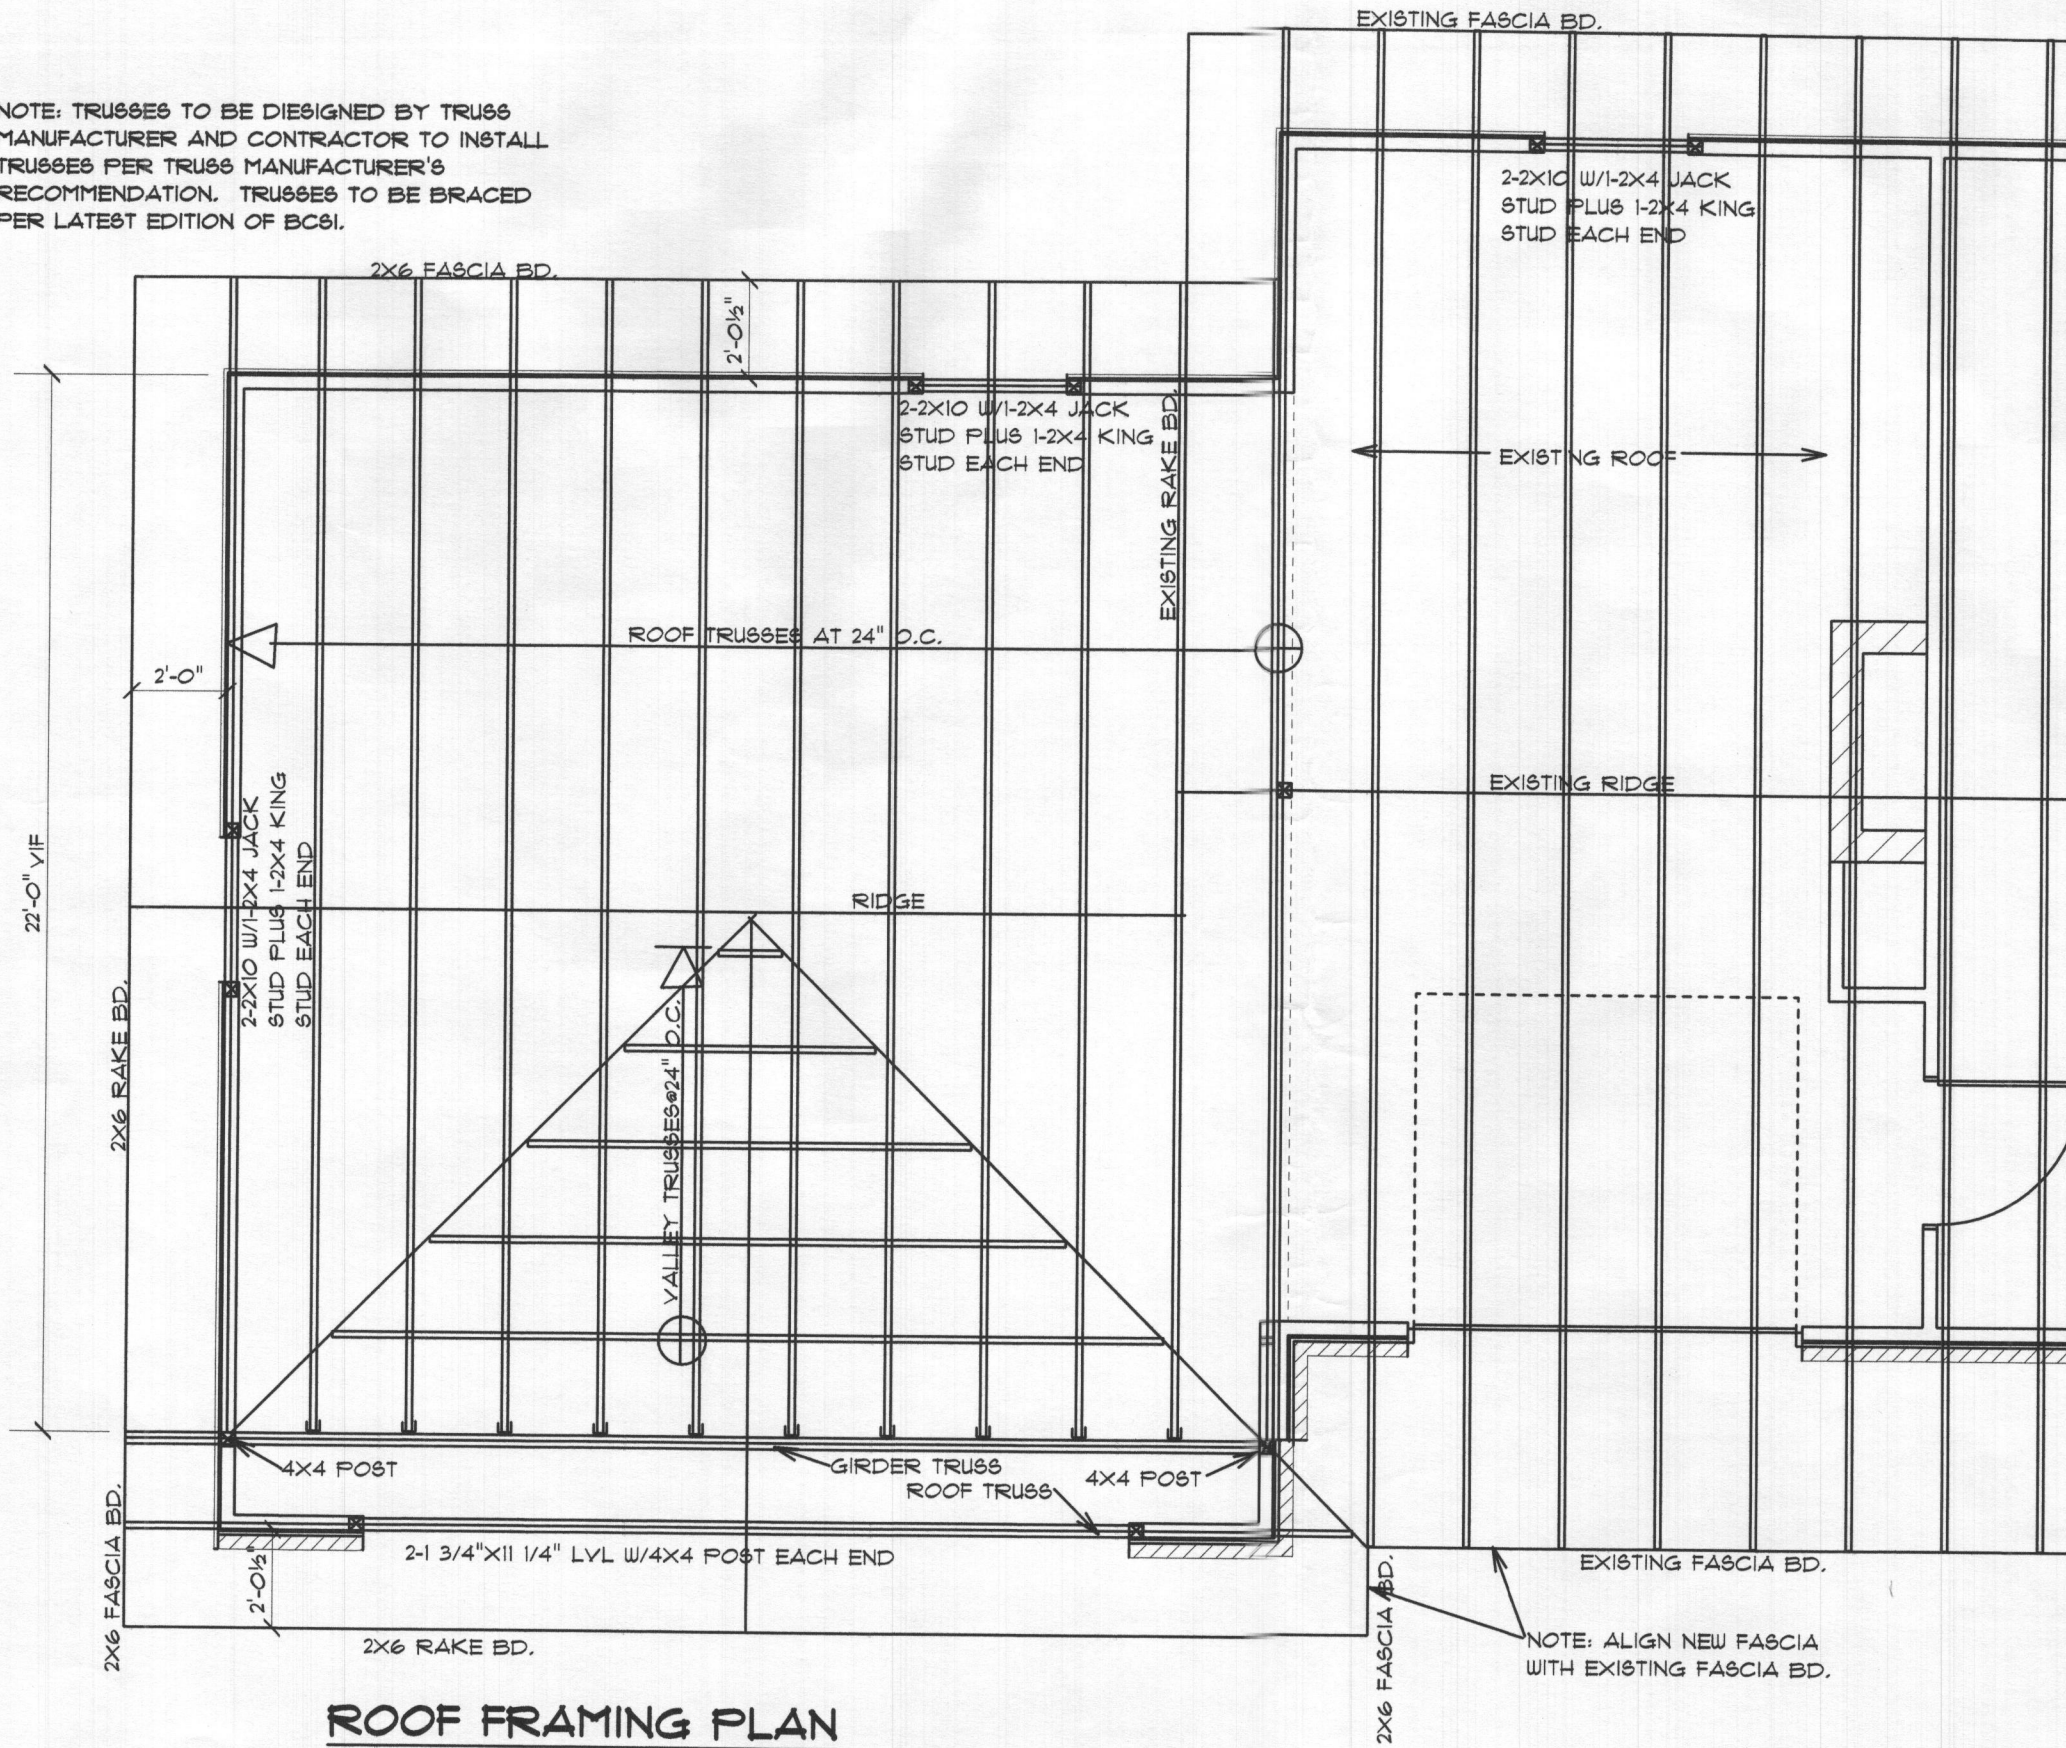 EXISTING FASCIA BD.
NOTE: TRUSSES TO BE DIESIGNED BY TRUSS
MANUFACTURER AND CONTRACTOR TO INSTALL
TRUSSES PER TRUSS MANUFACTURER'S
RECOMMENDATION. TRUSSES TO BE BRACED
PER LATEST EDITION OF BCSI.
2-2X10 W/1-2X4 JACK
STUD PLUS 1-2X4 KING
STUD EACH END
2X6 FASCIA BD.
2'-0½"
2-2X10 W/1-2X4 JACK
STUD PLUS 1-2X4 KING
STUD EACH END
EXISTING RAKE BD.
EXISTING ROOF
ROOF TRUSSES AT 24" O.C.
2'-0"
EXISTING RIDGE
22'-0" VIF
2-2X10 W/1-2X4 JACK
STUD PLUS 1-2X4 KING
STUD EACH END
RIDGE
2X6 RAKE BD.
VALLEY TRUSSES@24" O.C.
4X4 POST
GIRDER TRUSS
4X4 POST
ROOF TRUSS
2X6 FASCIA BD.
2-1 3/4"X11 1/4" LVL W/4X4 POST EACH END
2'-0½"
EXISTING FASCIA BD.
2X6 FASCIA BD.
2X6 RAKE BD.
NOTE: ALIGN NEW FASCIA
WITH EXISTING FASCIA BD.
ROOF FRAMING PLAN